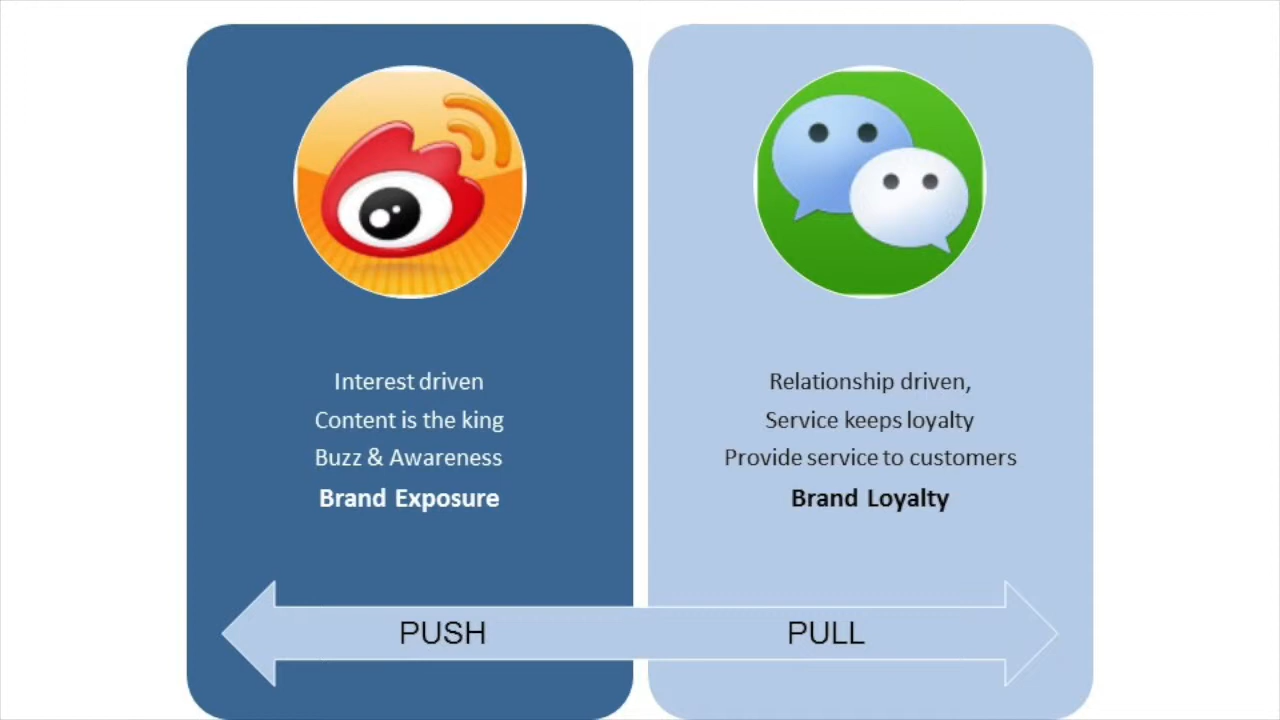 Interest driven
Content is the king
Buzz & Awareness
Brand Exposure
Relationship driven,
Service keeps loyalty
Provide service to customers
Brand Loyalty
PUSH
PULL